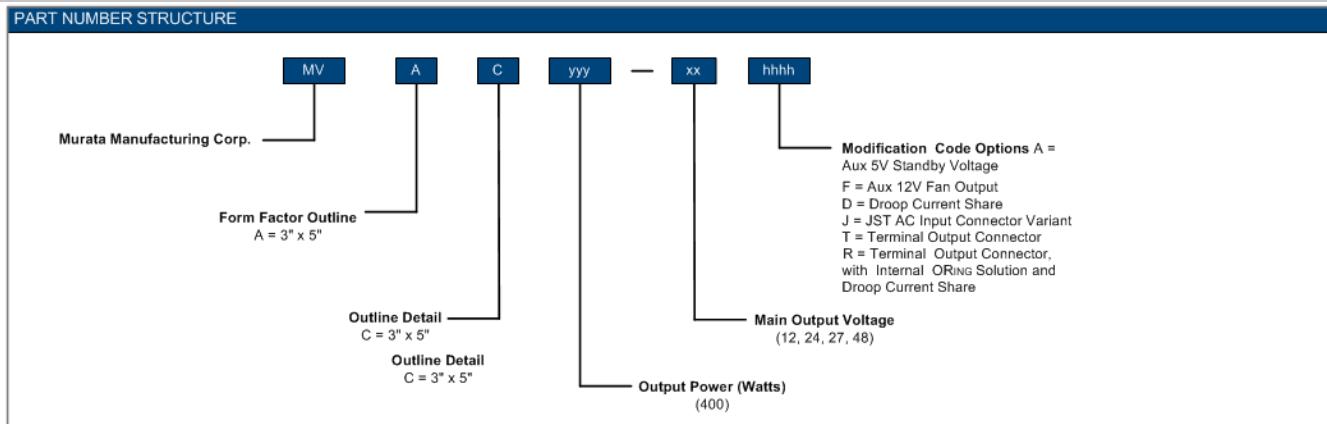 PART NUMBER STRUCTURE
MV A C yyy — xx hhhh
Murata Manufacturing Corp.
Form Factor Outline
A = 3" x 5"
Outline Detail
C = 3" x 5"
Outline Detail
C = 3" x 5"
Output Power (Watts)
(400)
Main Output Voltage
(12, 24, 27, 48)
Modification Code Options A =
Aux 5V Standby Voltage
F = Aux 12V Fan Output
D = Droop Current Share
J = JST AC Input Connector Variant
T = Terminal Output Connector
R = Terminal Output Connector,
with Internal ORING Solution and
Droop Current Share